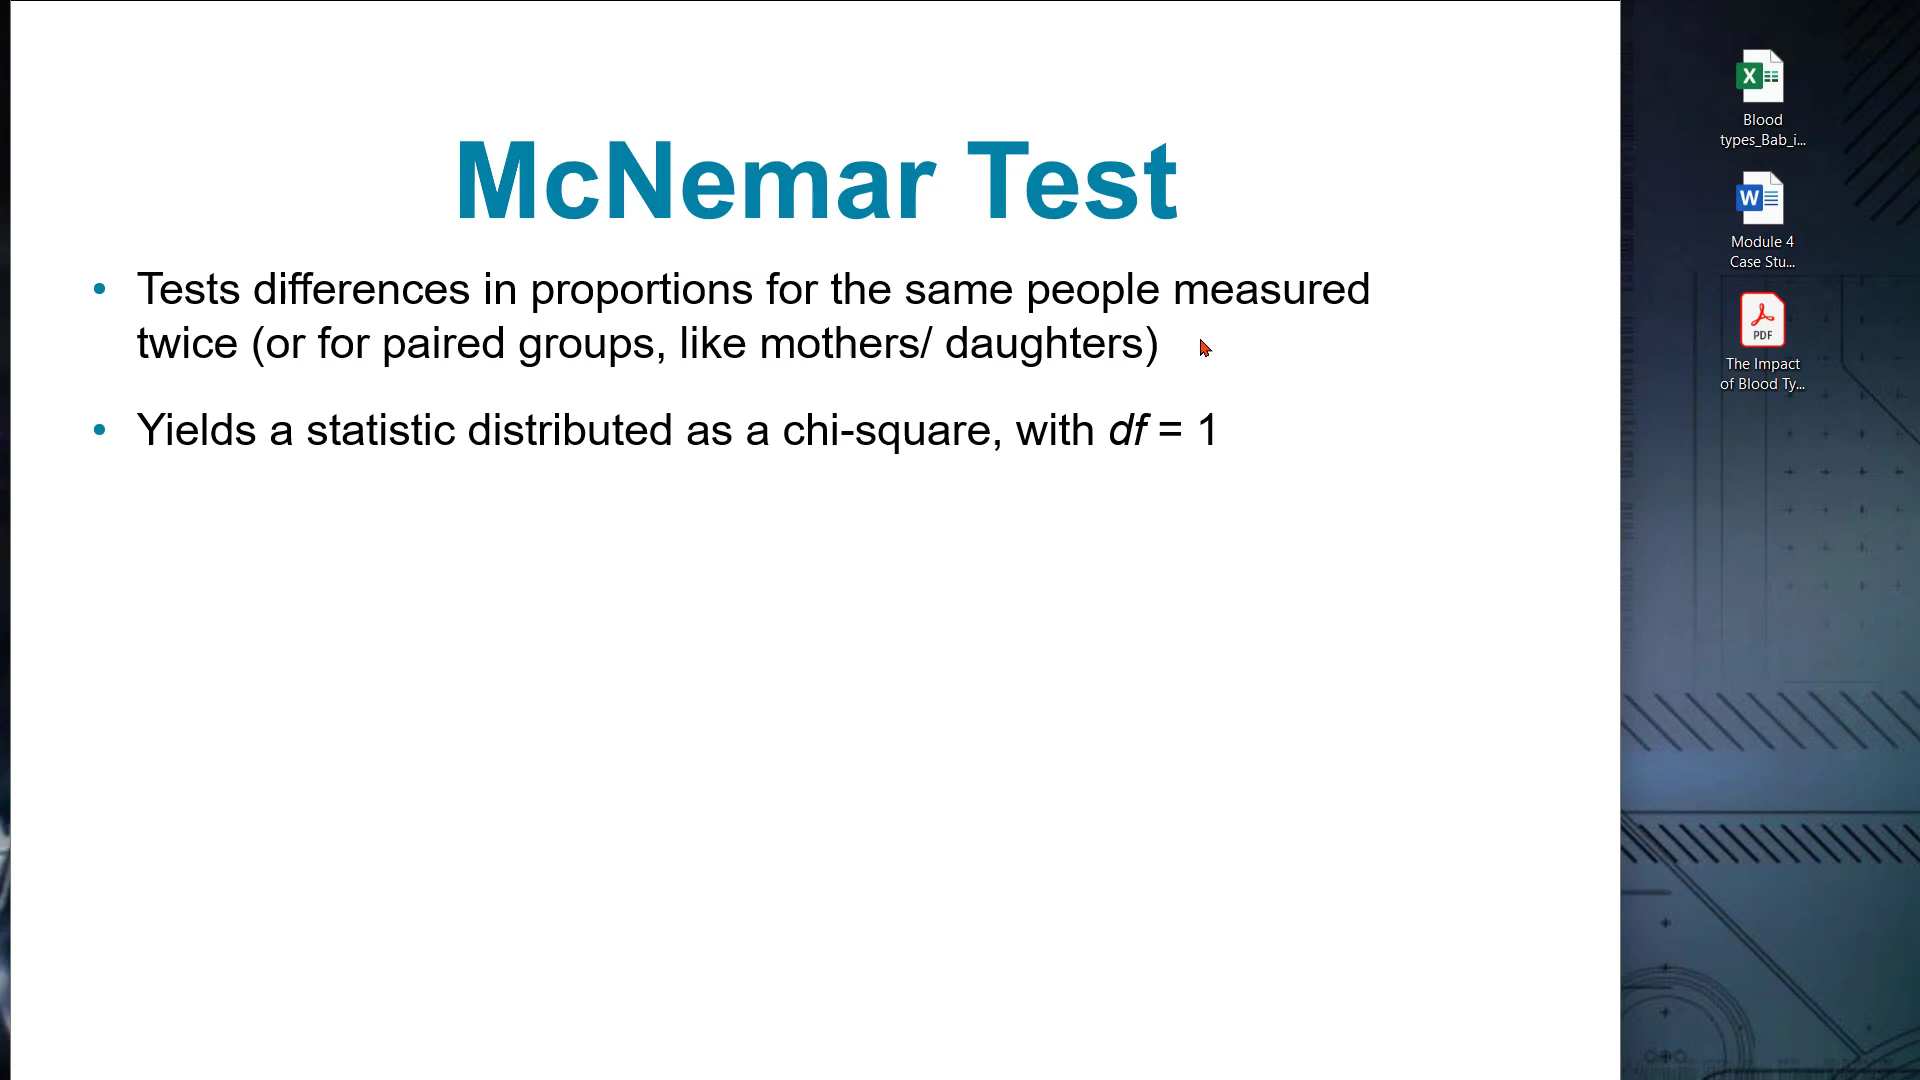 McNemar Test
• Tests differences in proportions for the same people measured
twice (or for paired groups, like mothers/ daughters)
• Yields a statistic distributed as a chi-square, with df = 1
Blood
types_Bab_i...
Module 4
Case Stu...
PDF
The Impact
of Blood Ty...